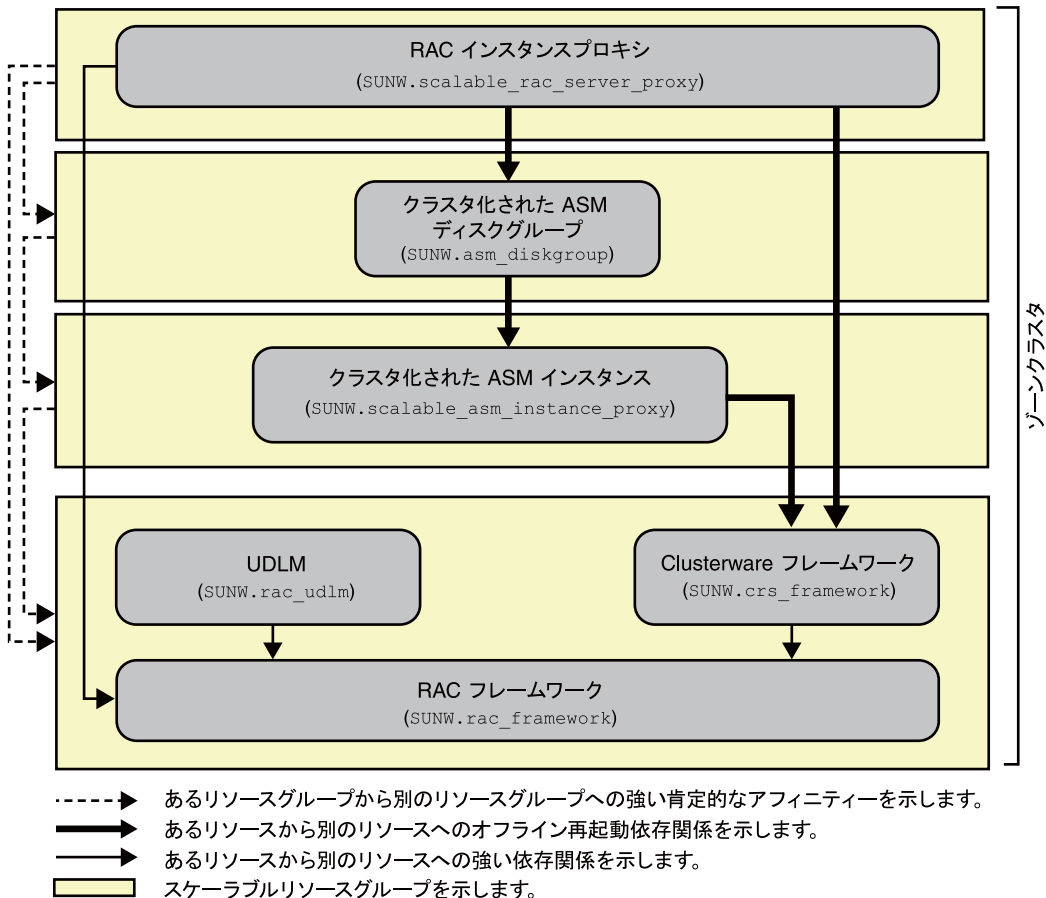 RAC インスタンスプロキシ
(SUNW.scalable_rac_server_proxy)
クラスタ化された ASM
ディスクグループ
(SUNW.asm_diskgroup)
クラスタ化された ASM インスタンス
(SUNW.scalable_asm_instance_proxy)
ゾーンクラスタ
UDLM
(SUNW.rac_udlm)
Clusterware フレームワーク
(SUNW.crs_framework)
RAC フレームワーク
(SUNW.rac_framework)
あるリソースグループから別のリソースグループへの強い肯定的なアフィニティーを示します。
あるリソースから別のリソースへのオフライン再起動依存関係を示します。
あるリソースから別のリソースへの強い依存関係を示します。
スケーラブルリソースグループを示します。